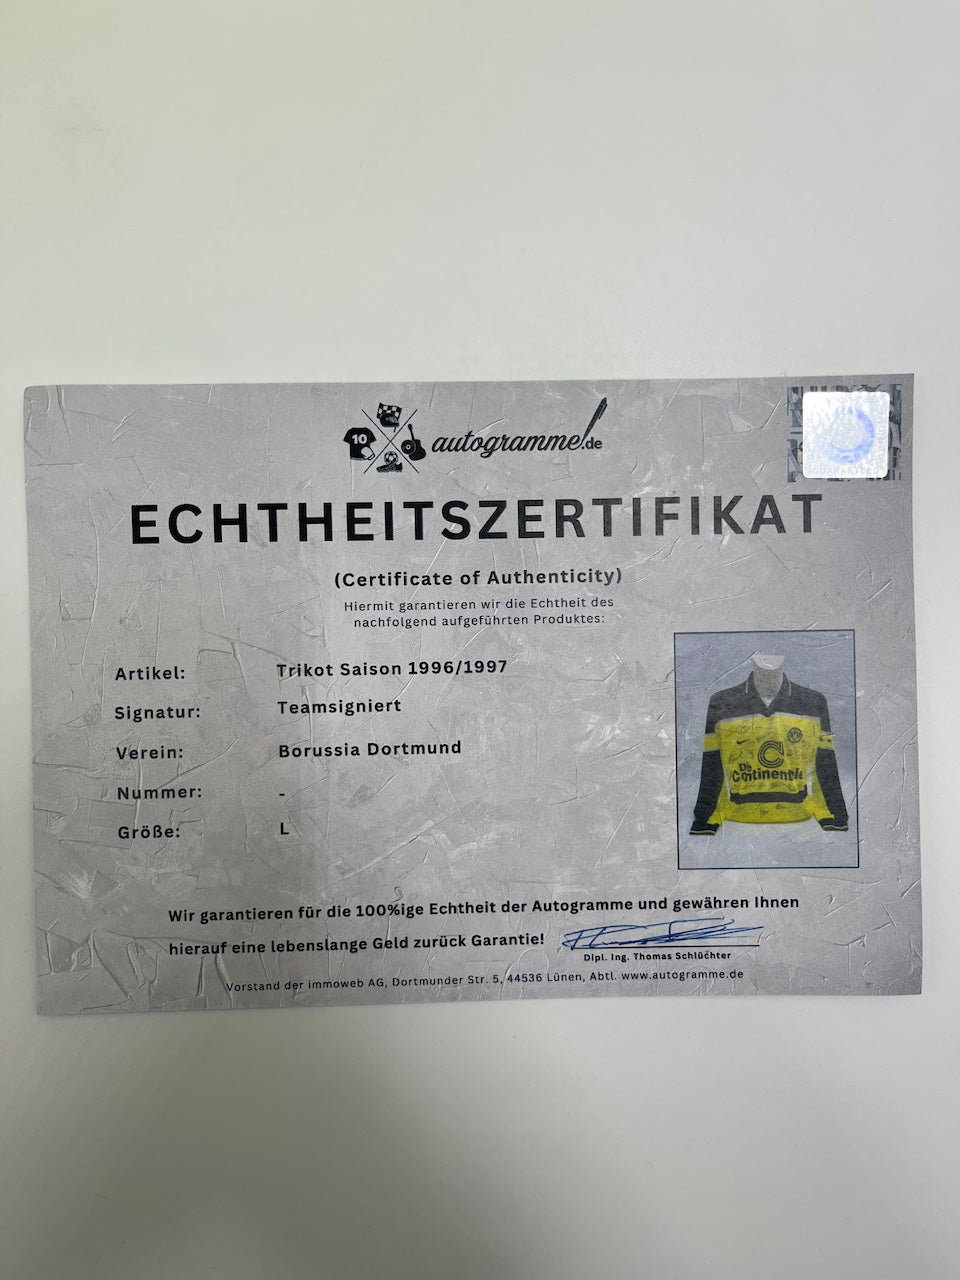 10
autogramme!.de
GUARANTEED
ECHTHEITSZERTIFIKAT
(Certificate of Authenticity)
Hiermit garantieren wir die Echtheit des
nachfolgend aufgeführten Produktes:
Artikel: Trikot Saison 1996/1997
Signatur: Teamsigniert
Verein: Borussia Dortmund
Nummer: -
Größe: L
Die
Continentale
Wir garantieren für die 100%ige Echtheit der Autogramme und gewähren Ihnen
hierauf eine lebenslange Geld zurück Garantie!
Dipl. Ing. Thomas Schlüchter
Vorstand der immoweb AG, Dortmunder Str. 5, 44536 Lünen, Abtl. www.autogramme.de